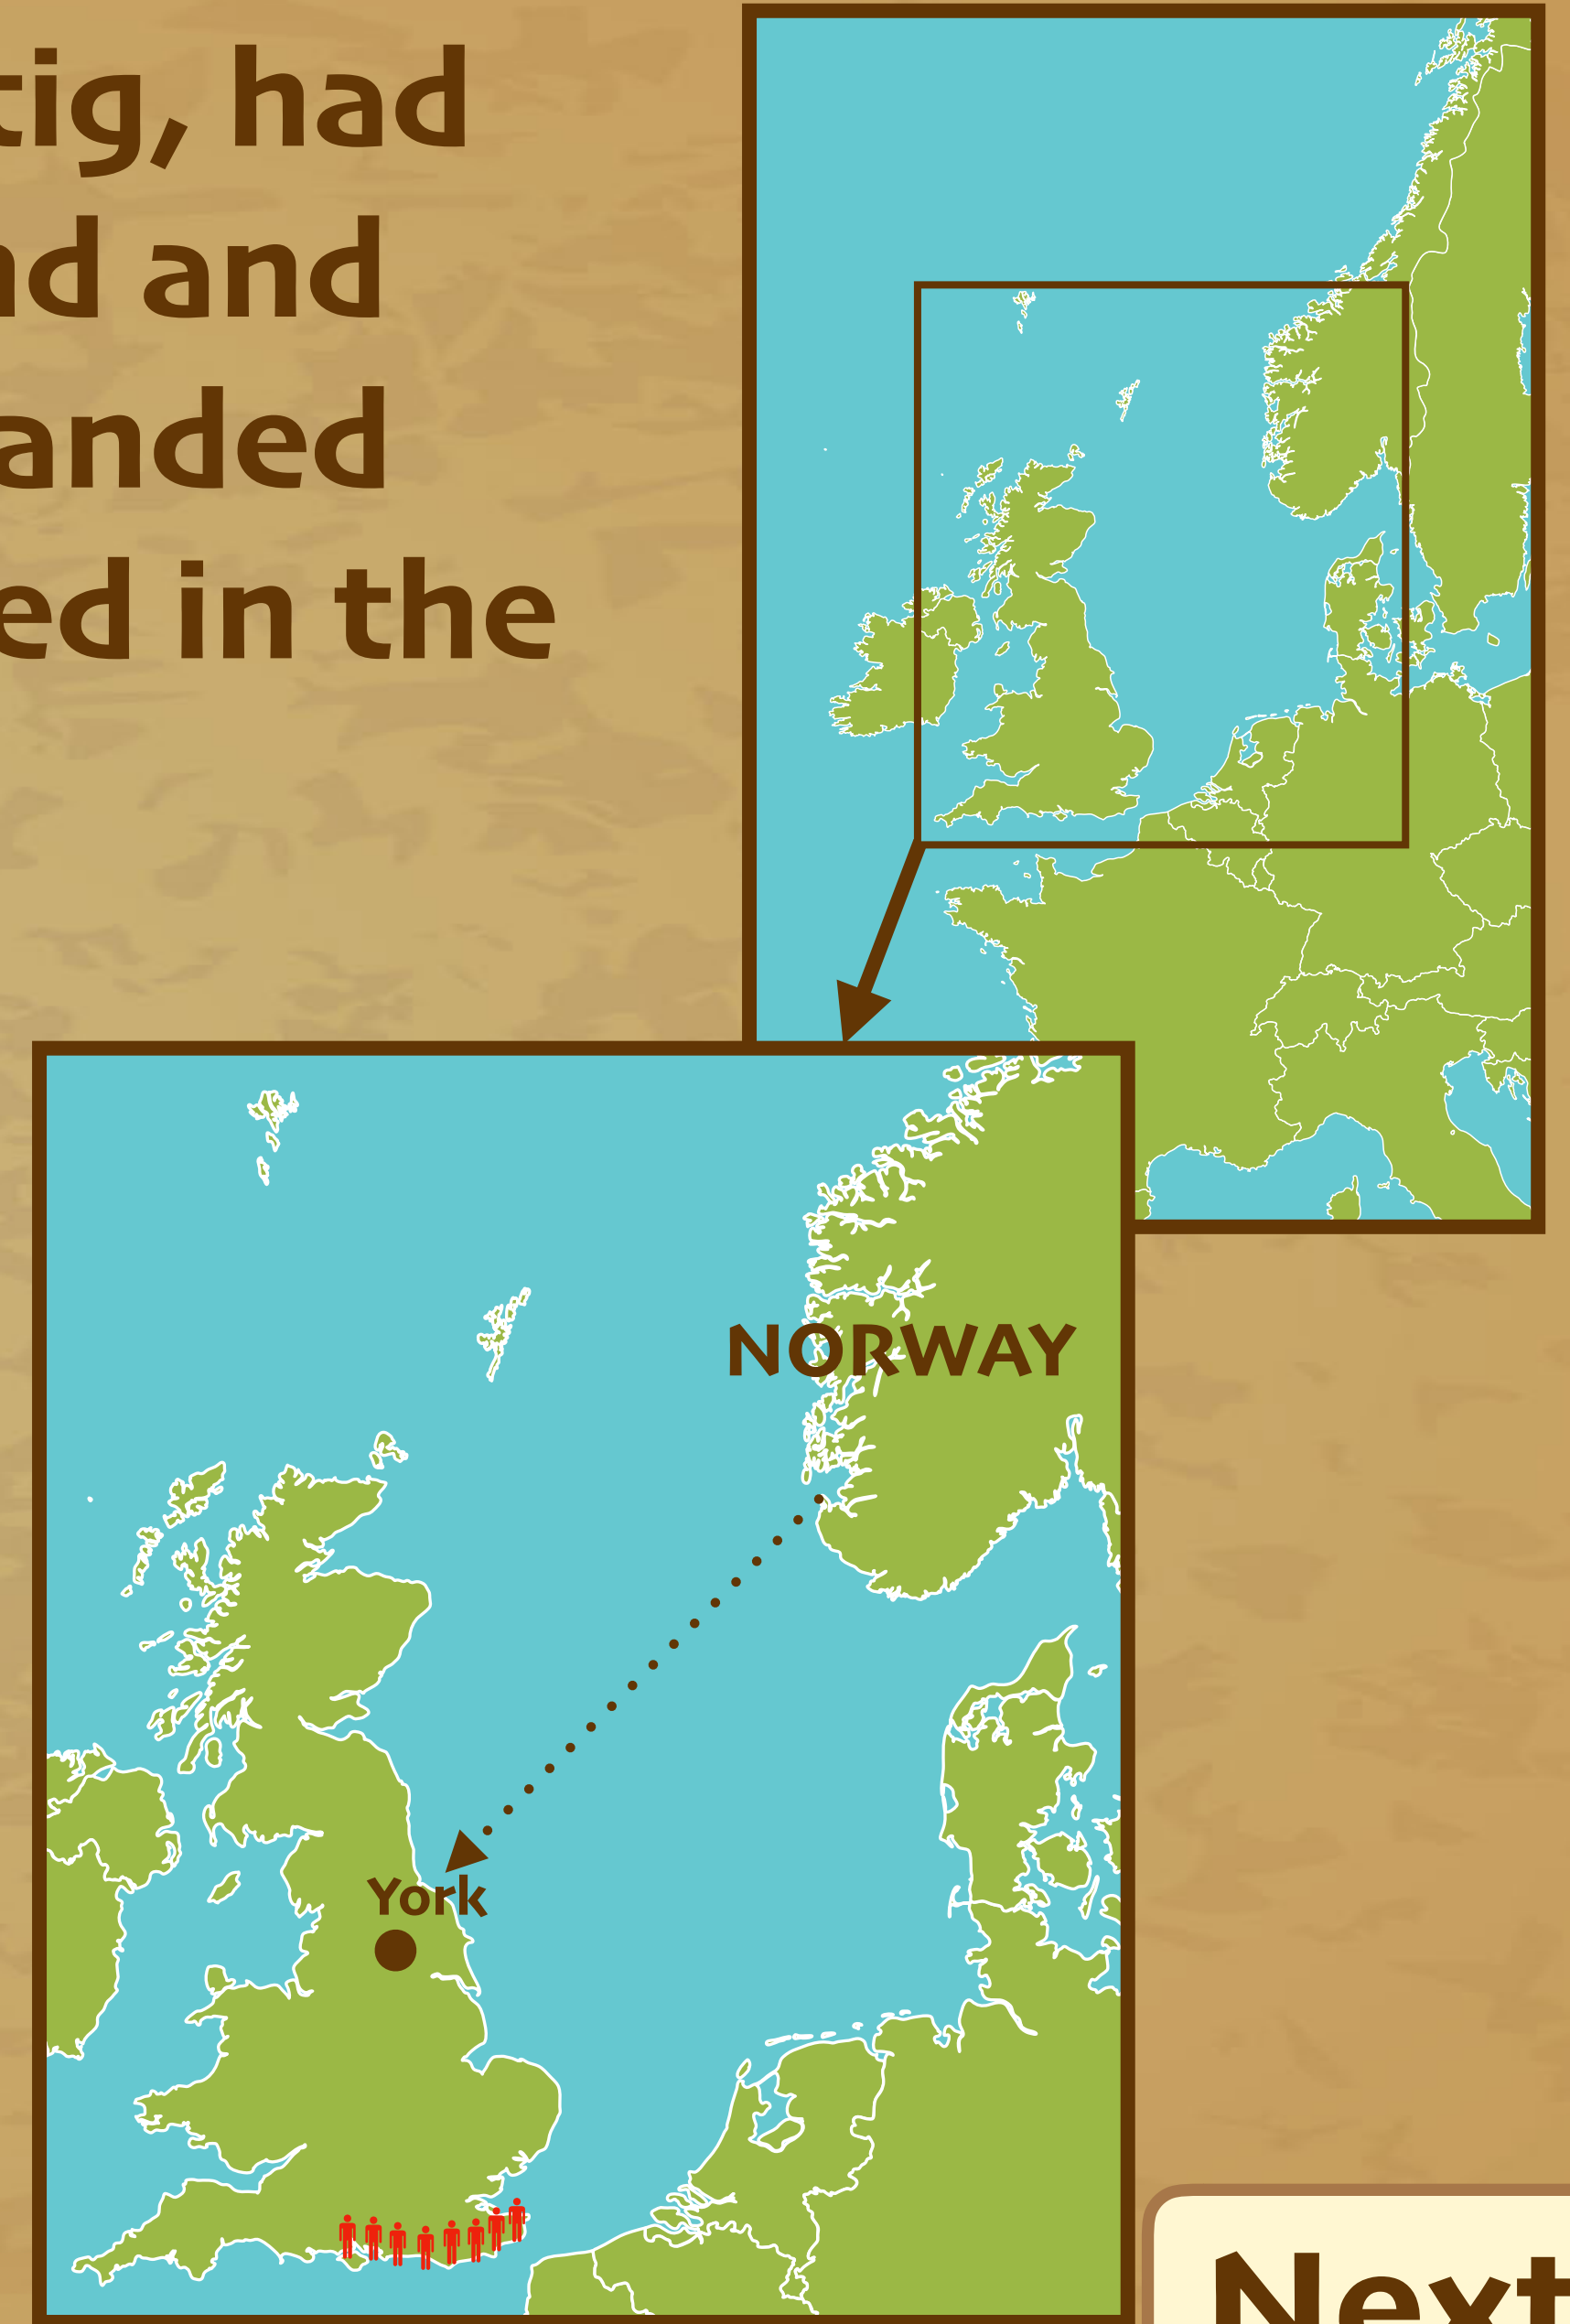 tig, had
nd and
anded
ed in the
NORWAY
York
Next